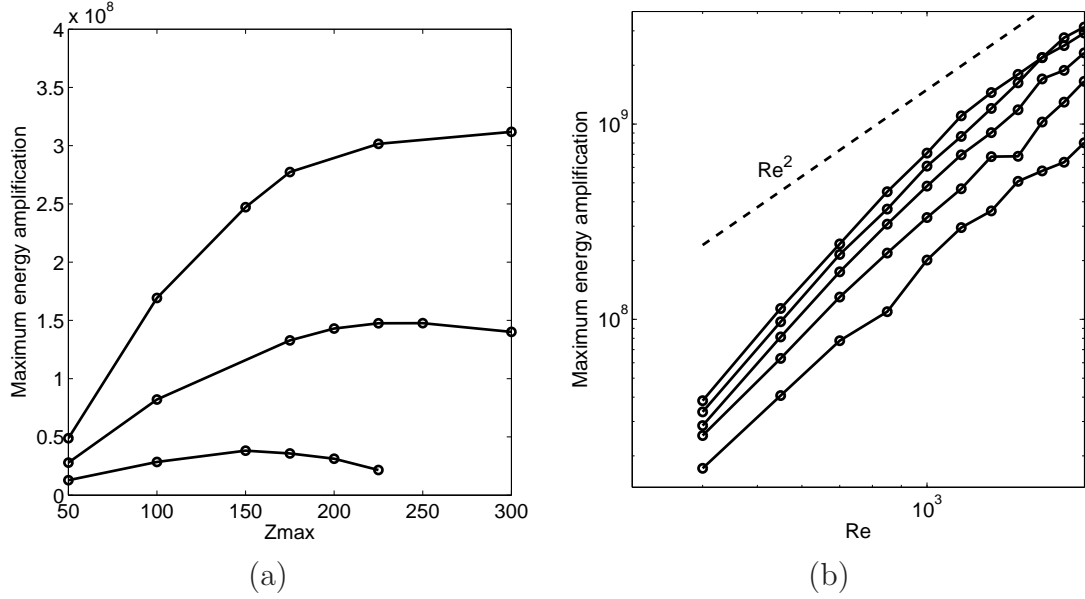 x 10^8
4
3.5
3
2.5
2
1.5
1
0.5
0
Maximum energy amplification
50 100 150 200 250 300
Zmax
(a)
Re^2
10^9
10^8
Maximum energy amplification
10^3
Re
(b)